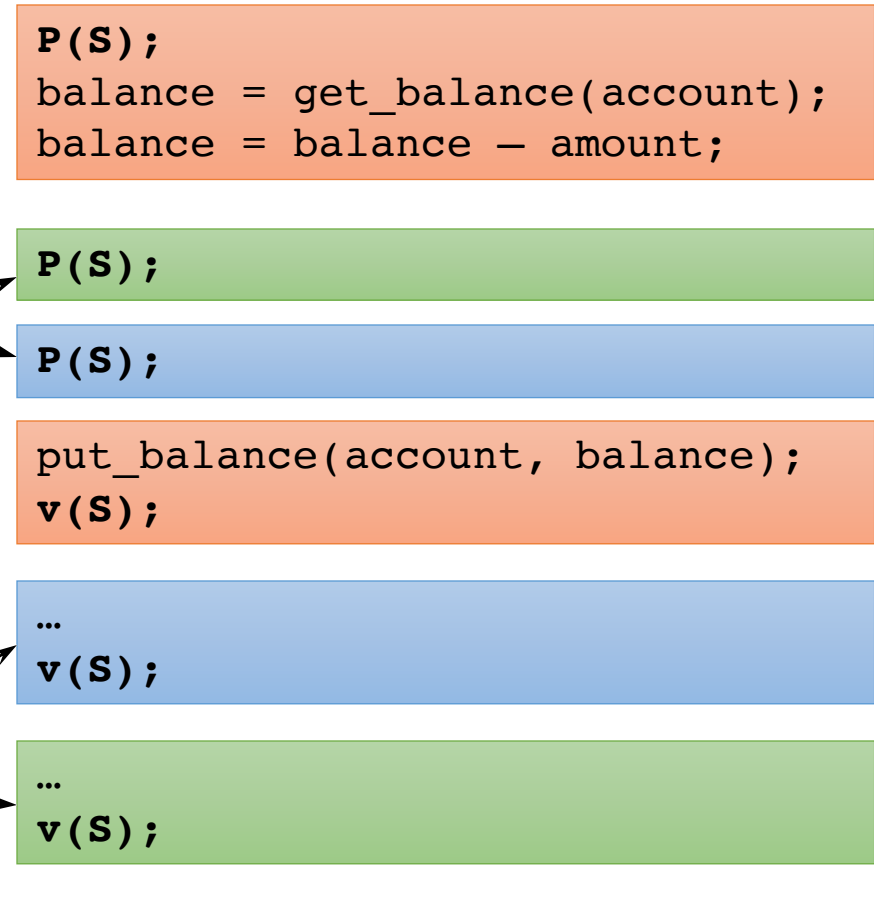 P(S);
balance = get_balance(account);
balance = balance – amount;
P(S);
P(S);
put_balance(account, balance);
v(S);
…
v(S);
…
v(S);